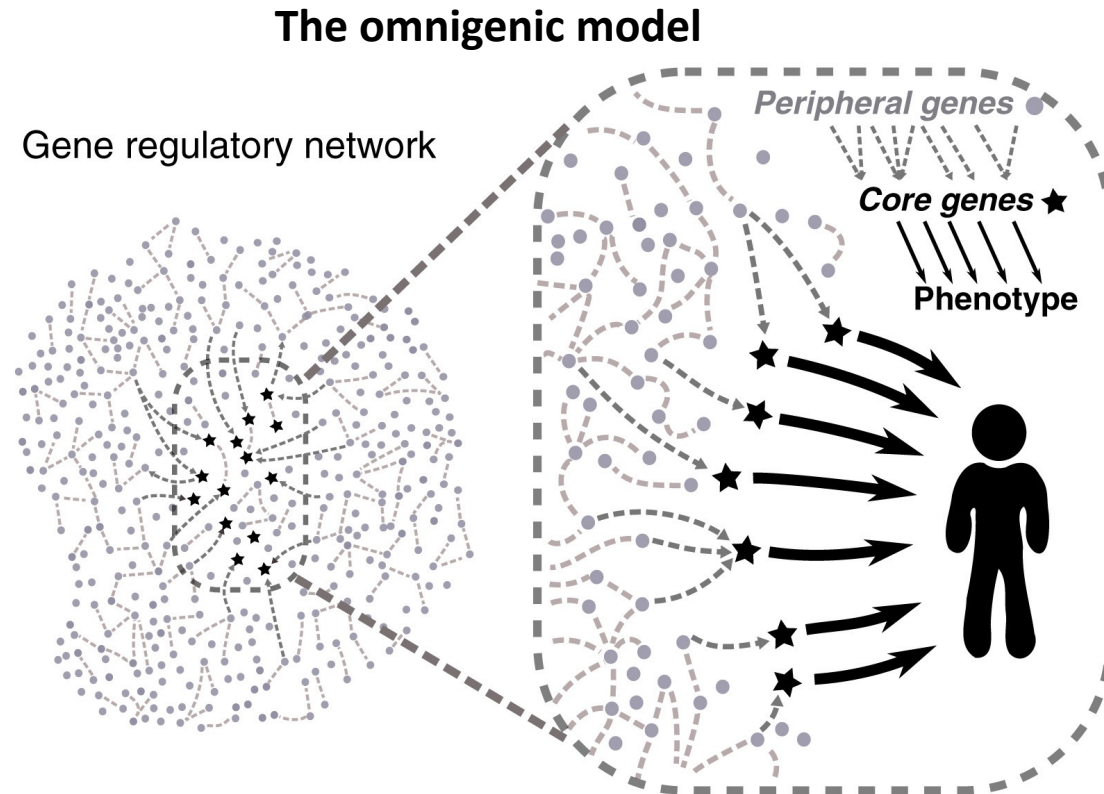 The omnigenic model
Gene regulatory network
Peripheral genes
Core genes
Phenotype